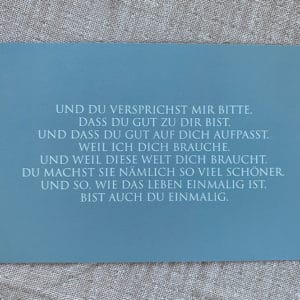 UND DU VERSPRICHST MIR BITTE,
DASS DU GUT ZU DIR BIST.
UND DASS DU GUT AUF DICH AUFPASST.
WEIL ICH DICH BRAUCHE.
UND WEIL DIESE WELT DICH BRAUCHT.
DU MACHST SIE NÄMLICH SO VIEL SCHÖNER.
UND SO, WIE DAS LEBEN EINMALIG IST,
BIST AUCH DU EINMALIG.